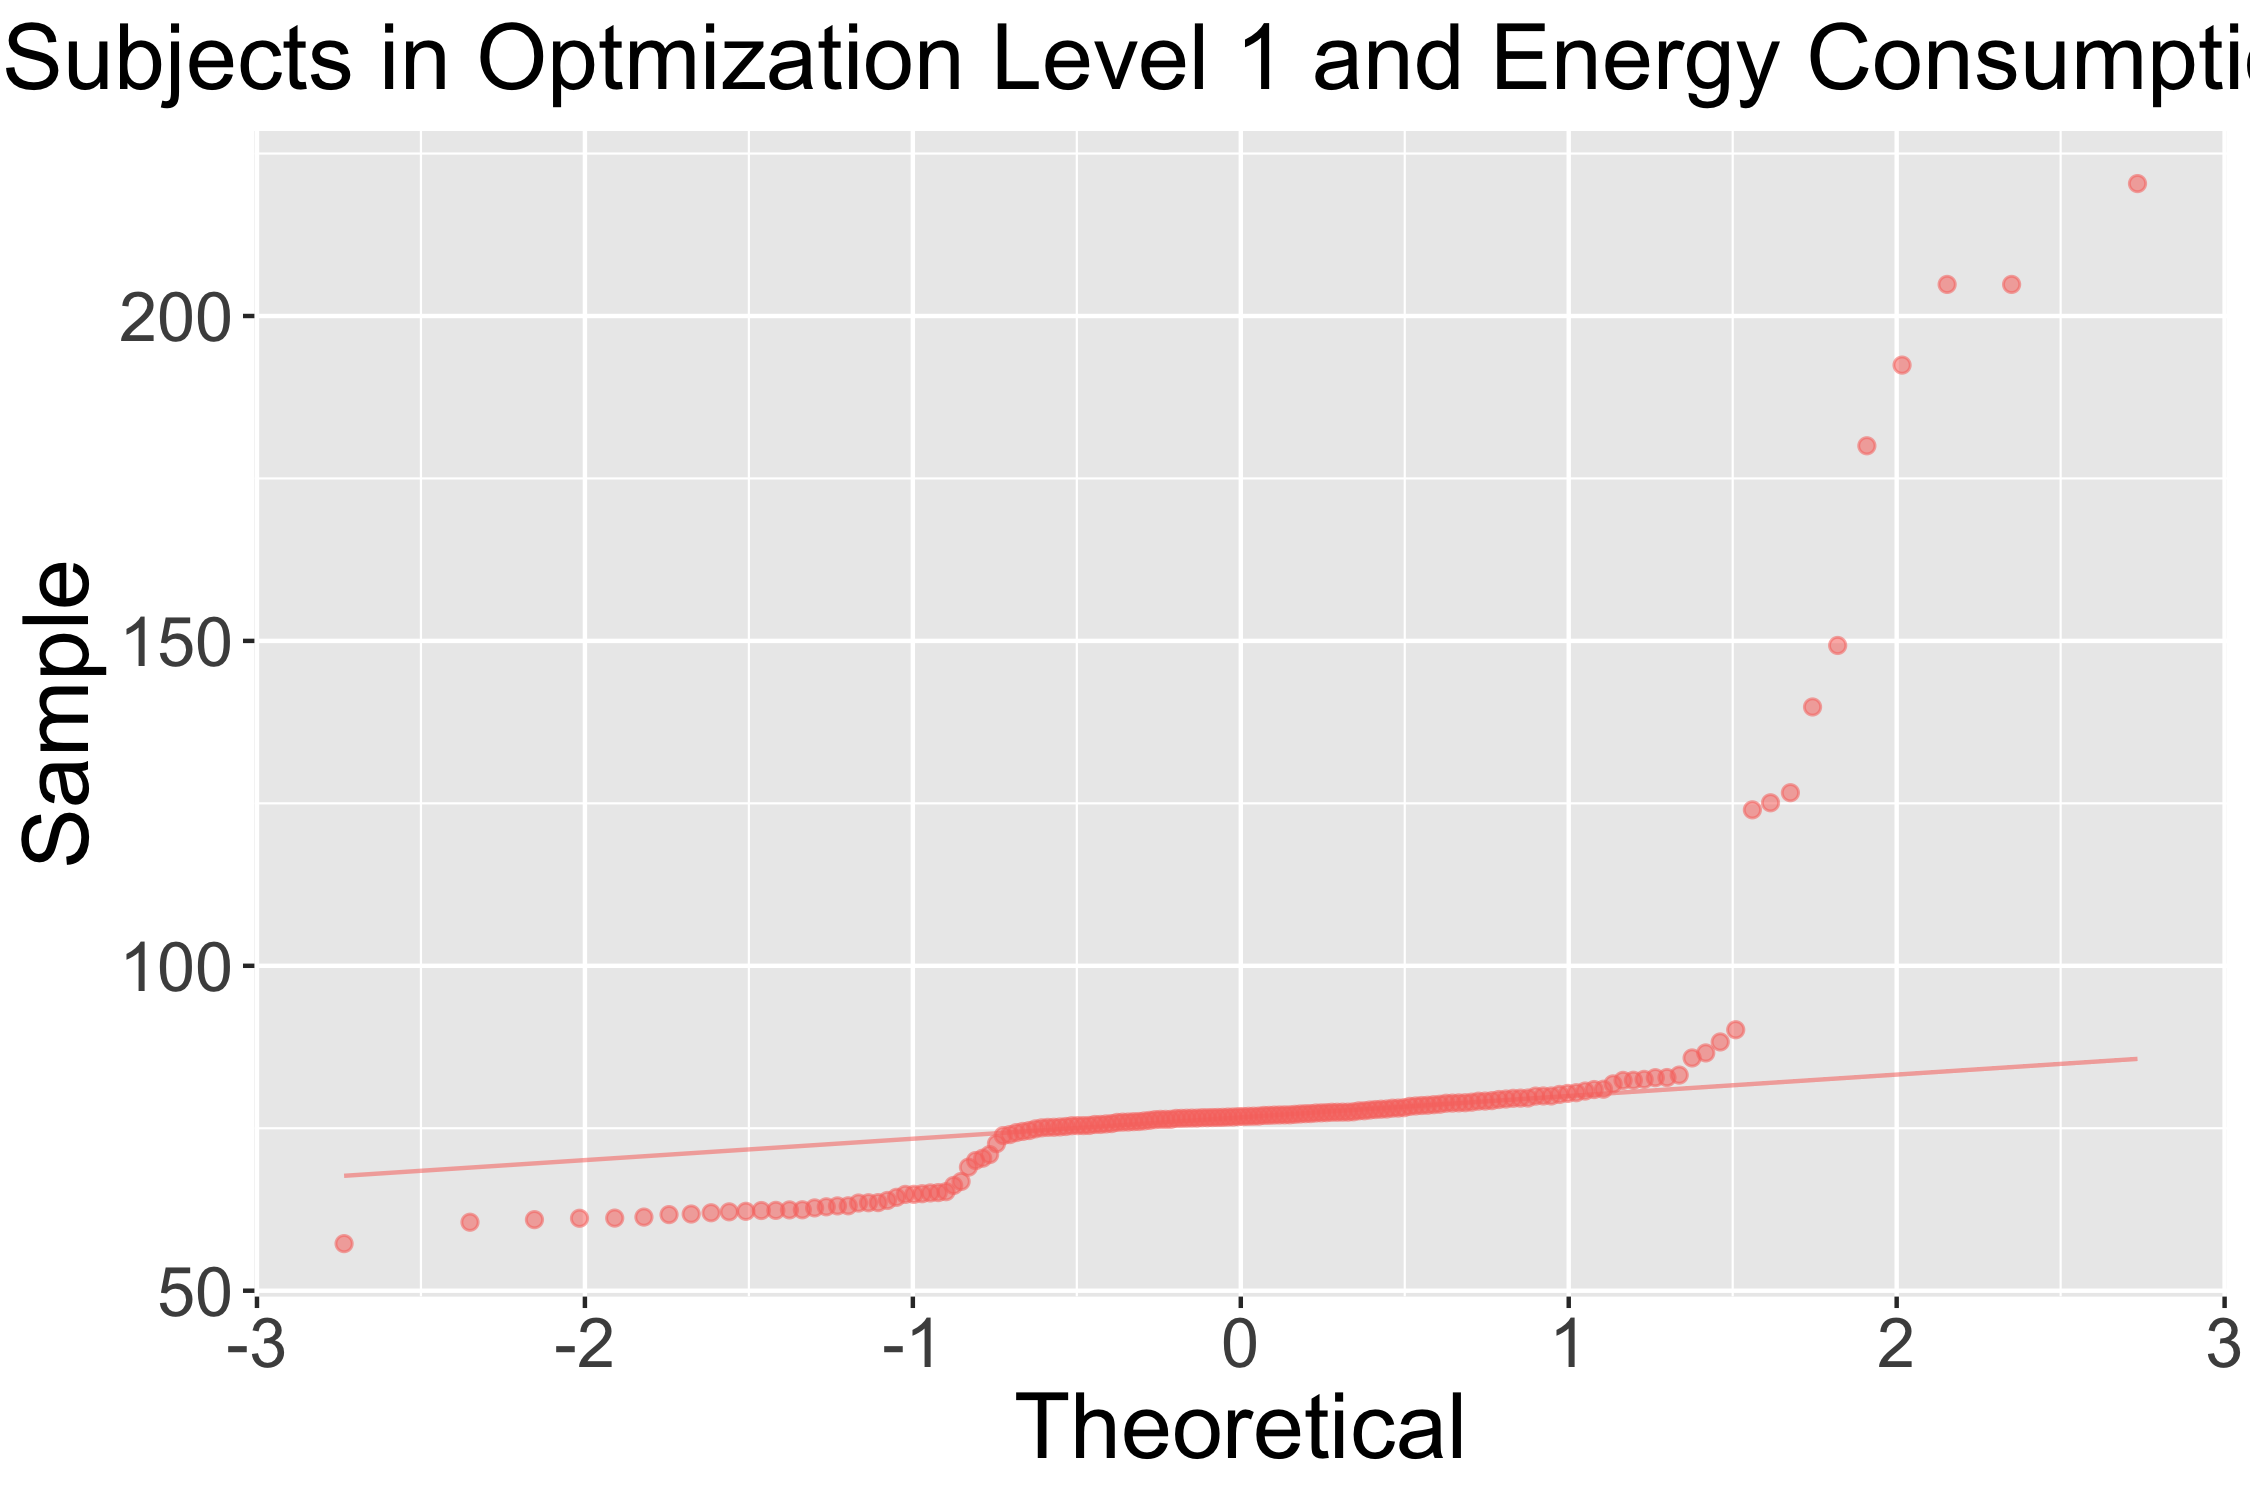 Subjects in Optmization Level 1 and Energy Consumpti
Sample
200
150
100
50
-3 -2 -1 0 1 2 3
Theoretical